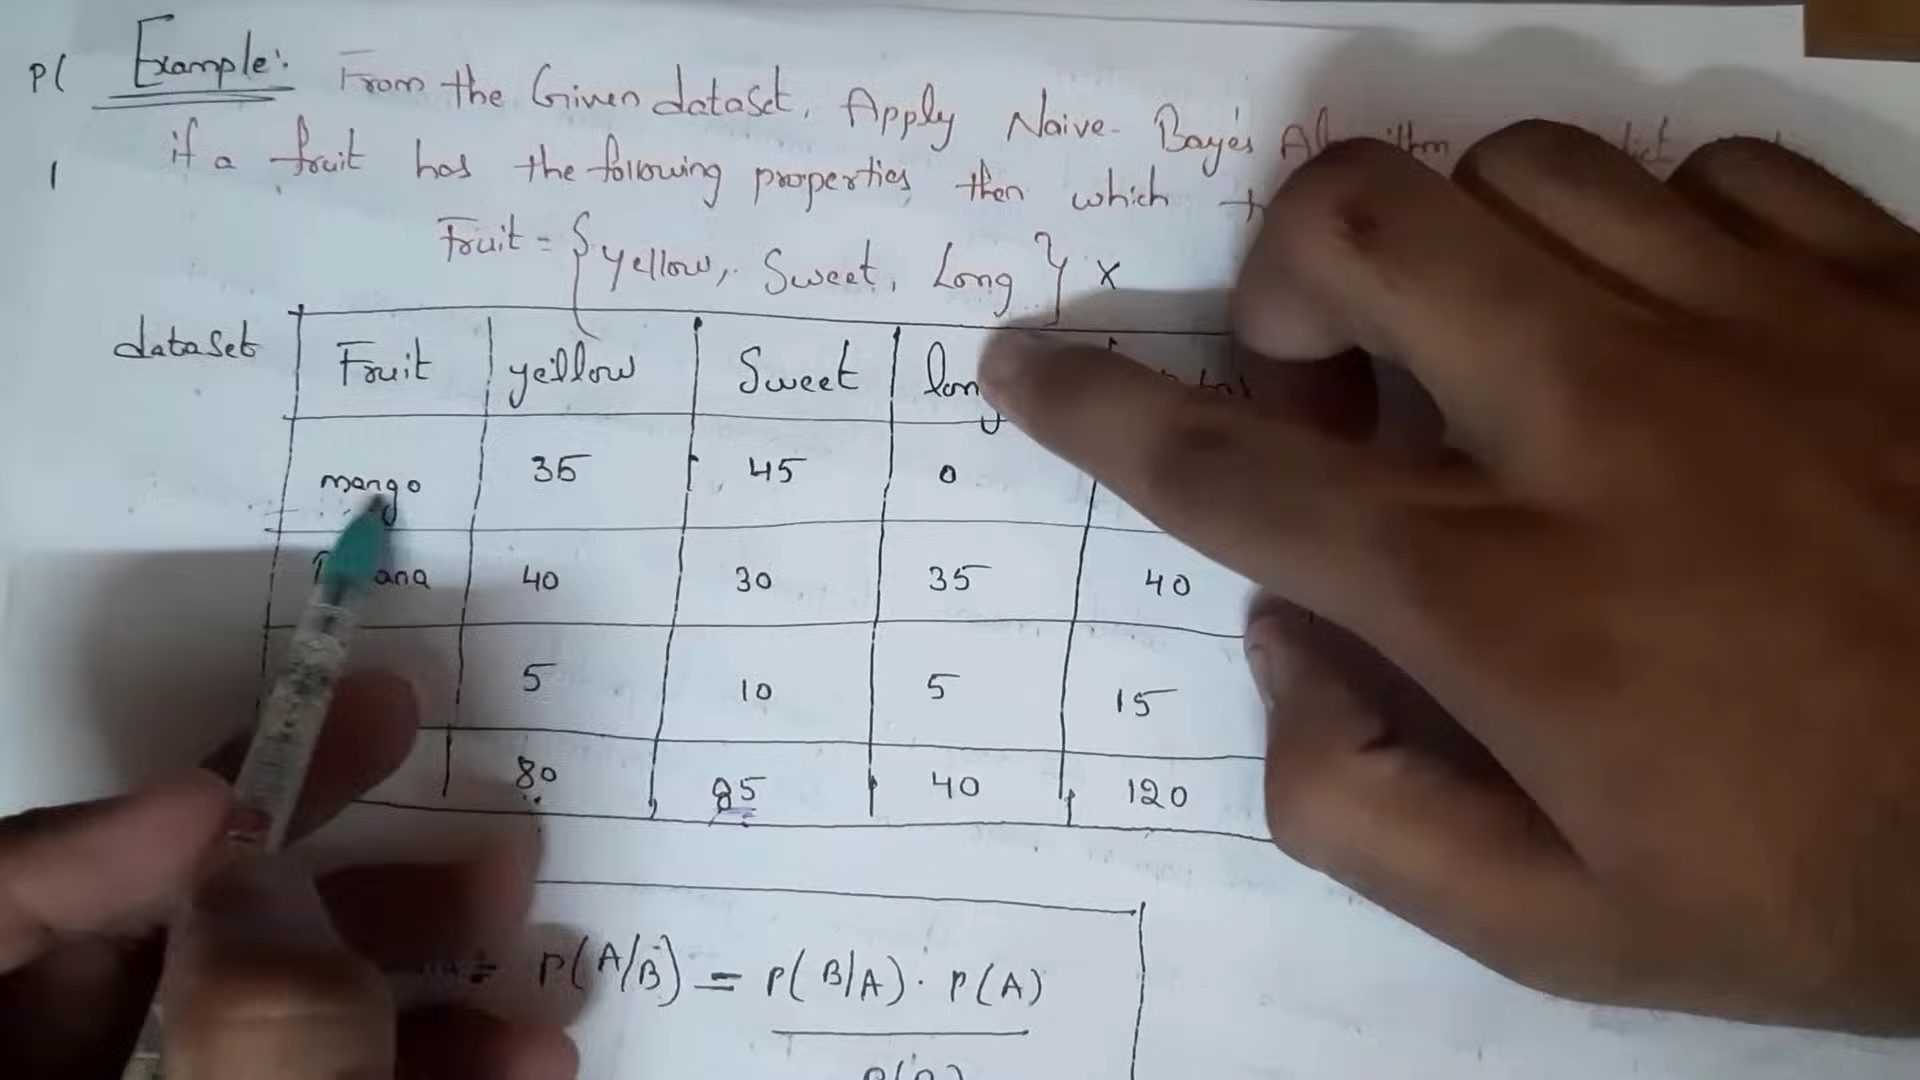 P( Example: From the Given dataset, Apply Naive Baye's
1 if a fruit has the following properties then which
Fruit = { yellow, Sweet, Long } x
dataset Fruit yellow Sweet long
mango 35 45 0
40 30 35 40
5 10 5 15
80 85 40 120
= P(A/B) = P(B/A) . P(A)